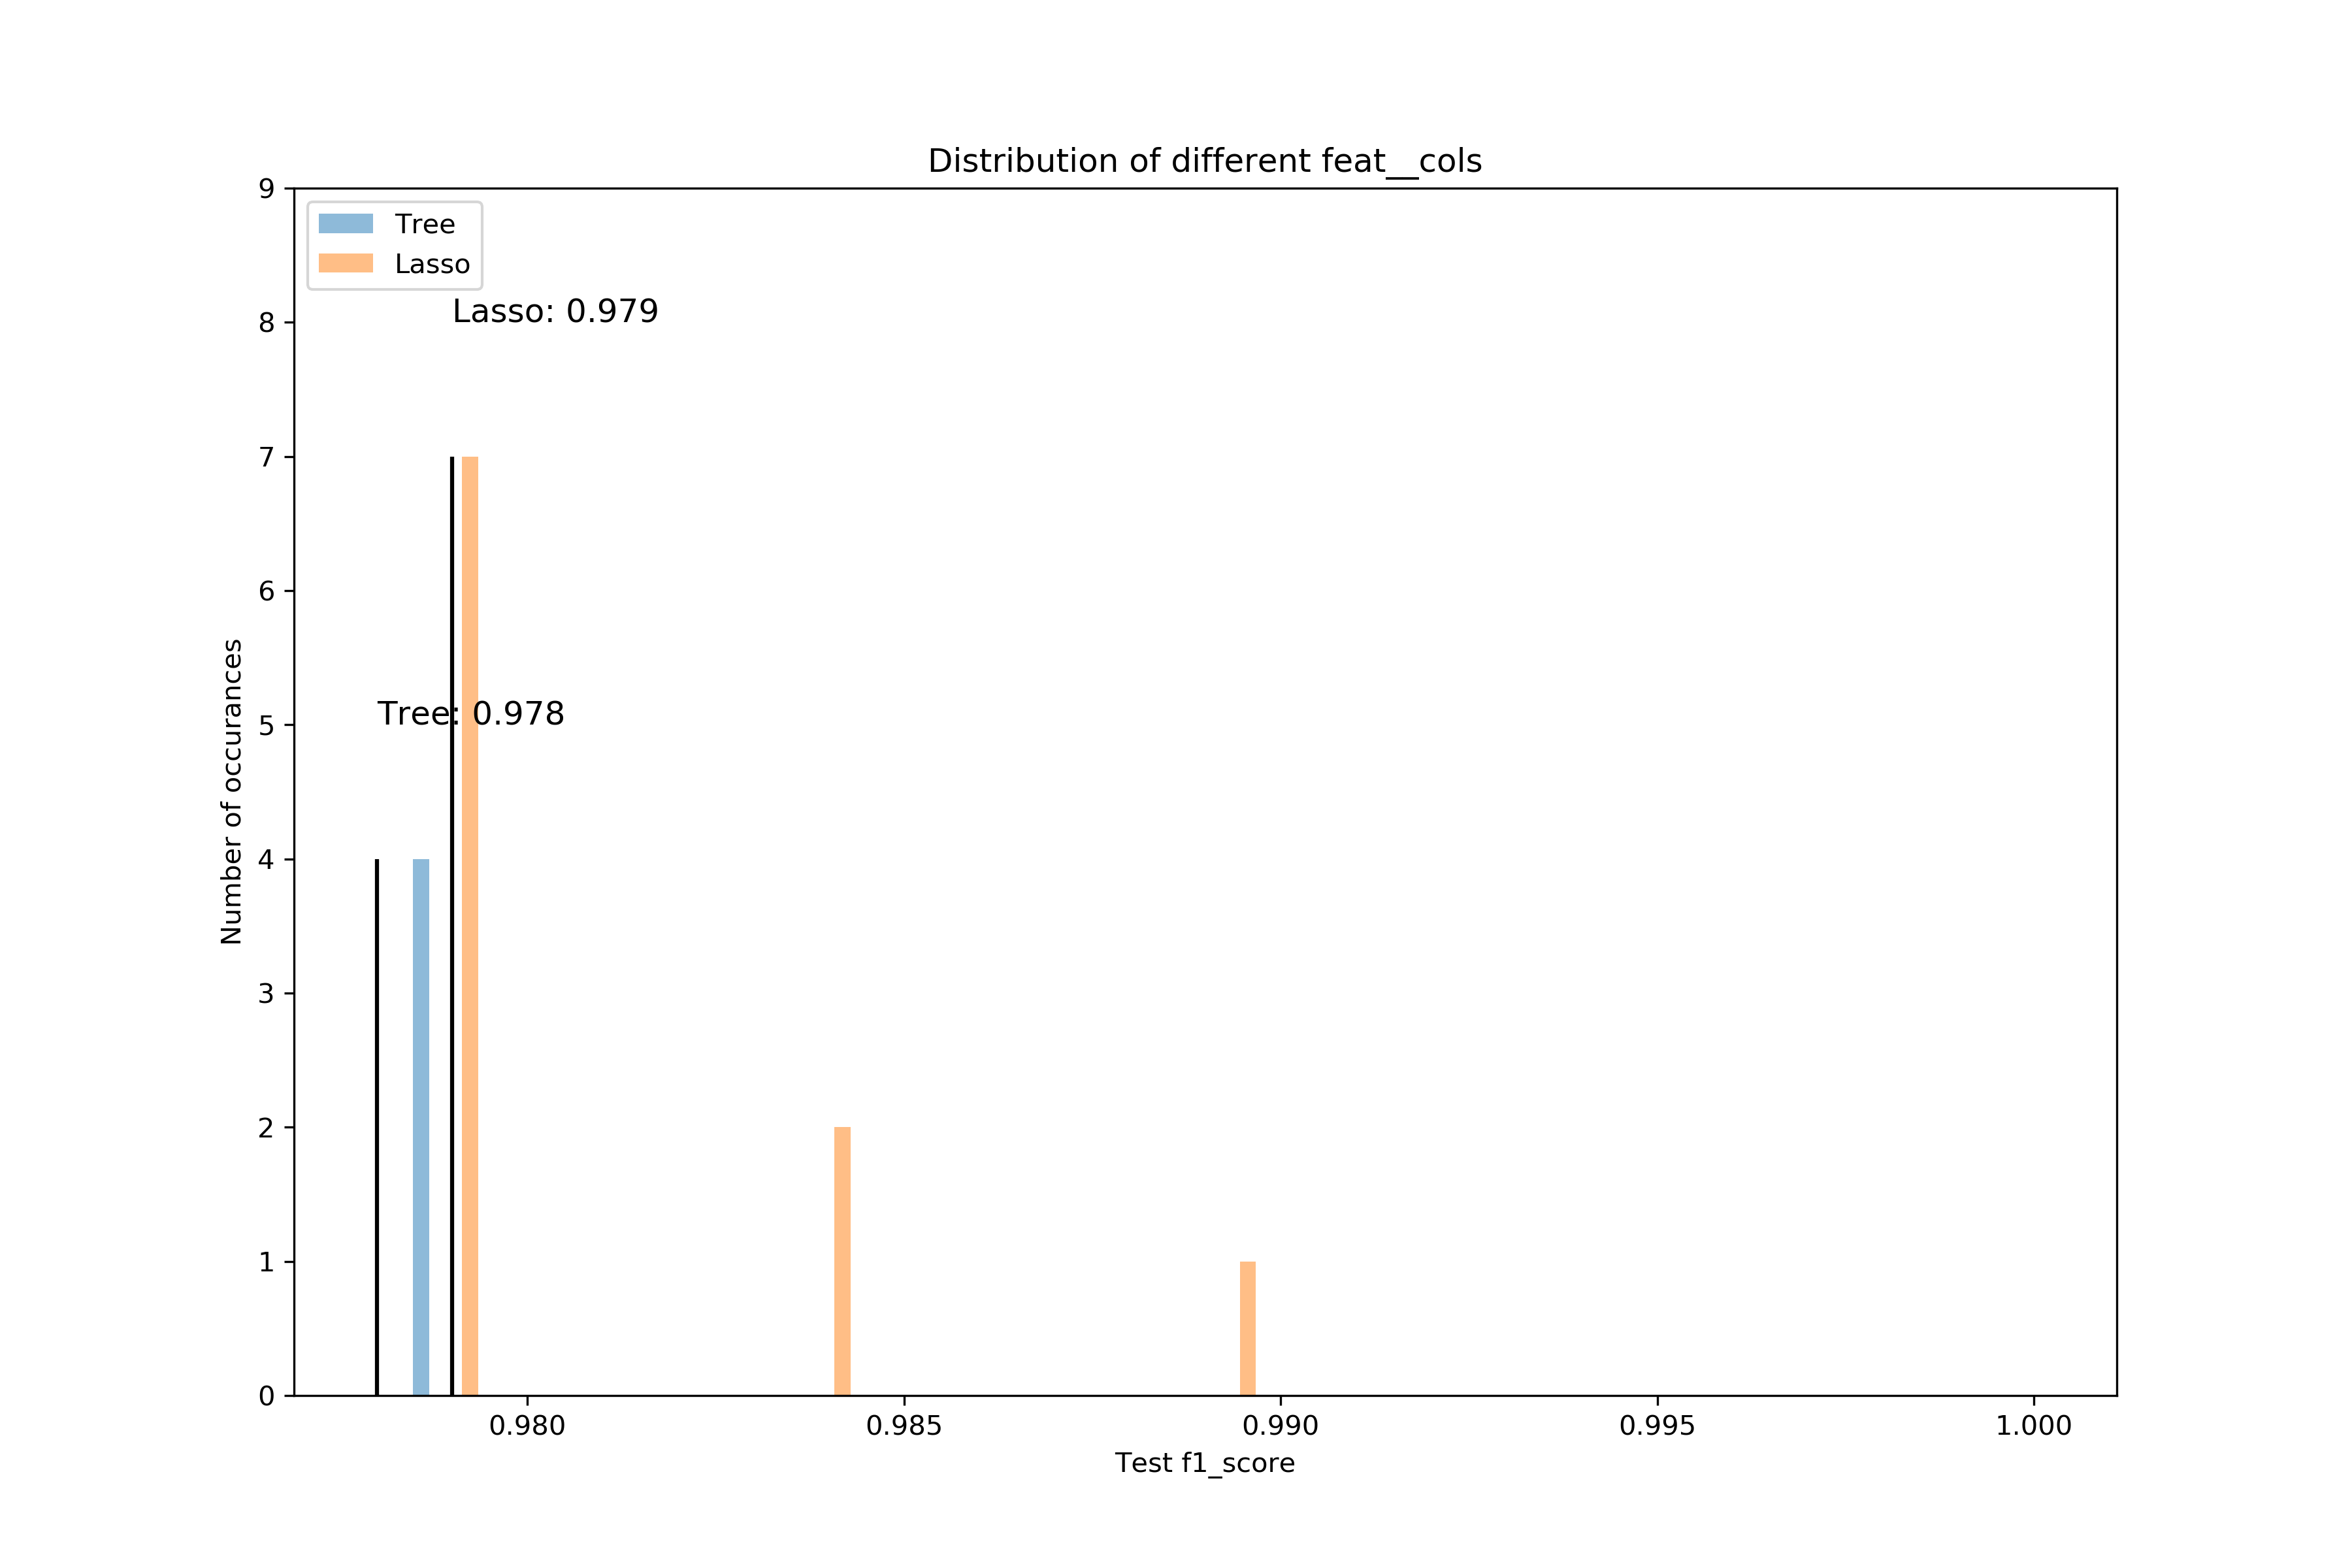 Distribution of different feat__cols
Tree
Lasso
Lasso: 0.979
Tree: 0.978
9
8
7
6
5
4
3
2
1
0
Number of occurances
0.980 0.985 0.990 0.995 1.000
Test f1_score